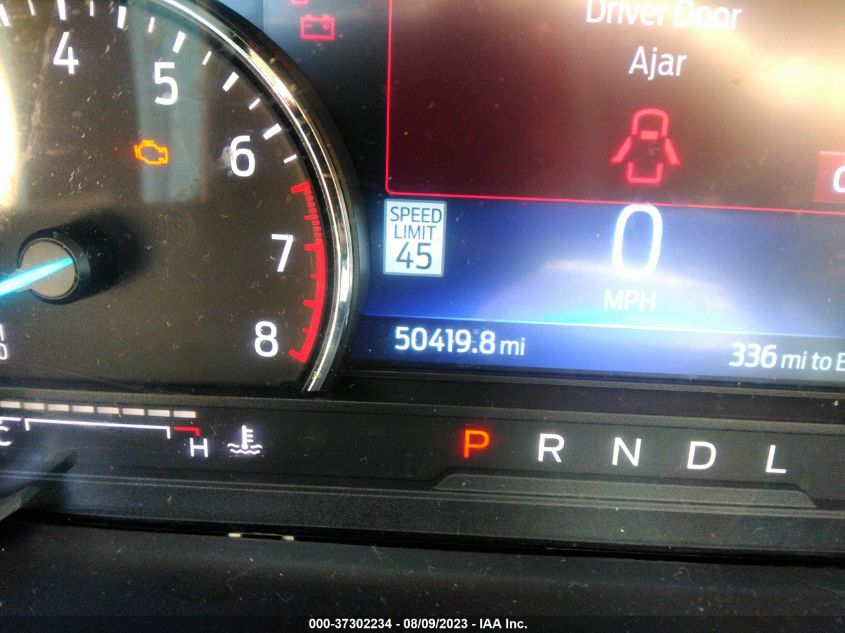 4
5
6
7
8
Driver Door
Ajar
SPEED
LIMIT
45
0
MPH
50419.8 mi
336 mi to E
C
H
P R N D L
000-37302234 - 08/09/2023 - IAA Inc.